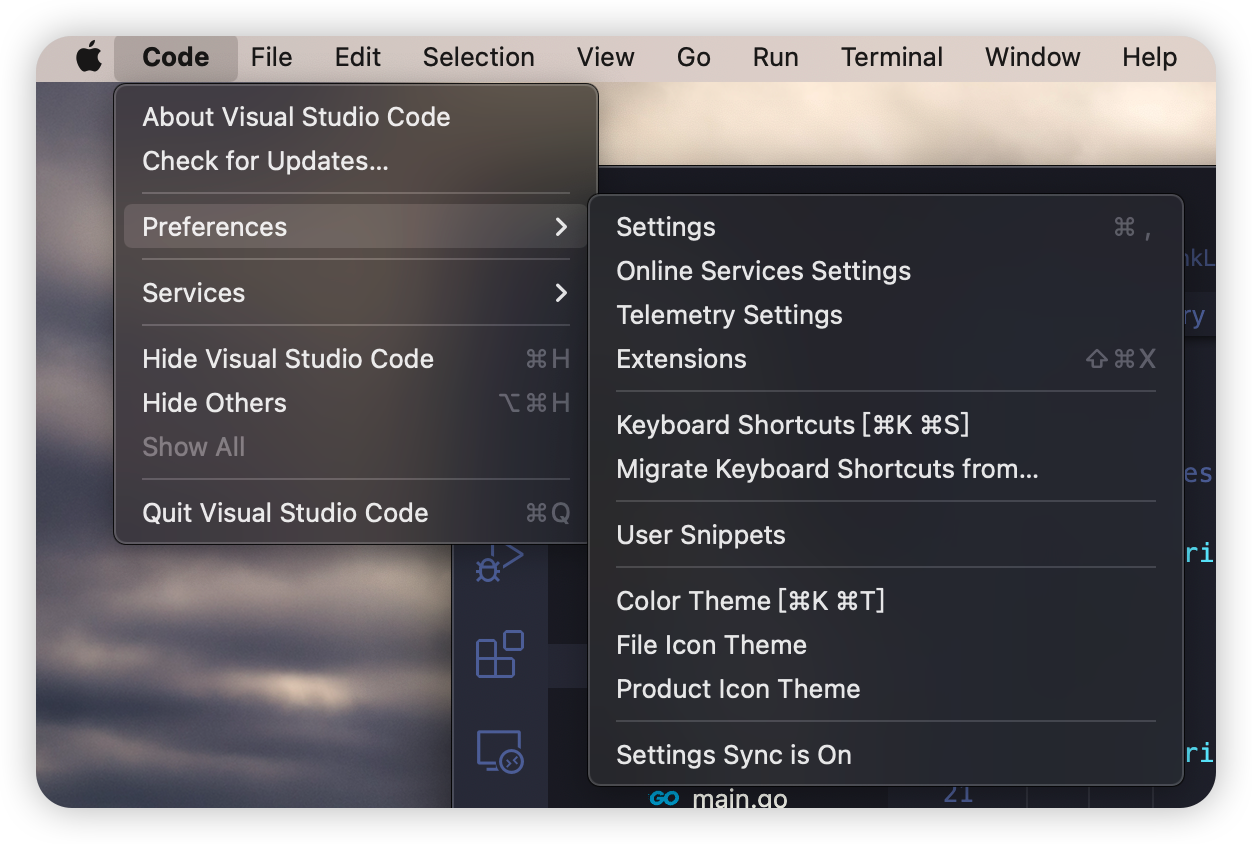 Code File Edit Selection View Go Run Terminal Window Help
About Visual Studio Code
Check for Updates...
Preferences
Services
Hide Visual Studio Code ⌘H
Hide Others ⌥⌘H
Show All
Quit Visual Studio Code ⌘Q
Settings ⌘,
Online Services Settings
Telemetry Settings
Extensions ⇧⌘X
Keyboard Shortcuts [⌘K ⌘S]
Migrate Keyboard Shortcuts from...
User Snippets
Color Theme [⌘K ⌘T]
File Icon Theme
Product Icon Theme
Settings Sync is On
GO main.go 21